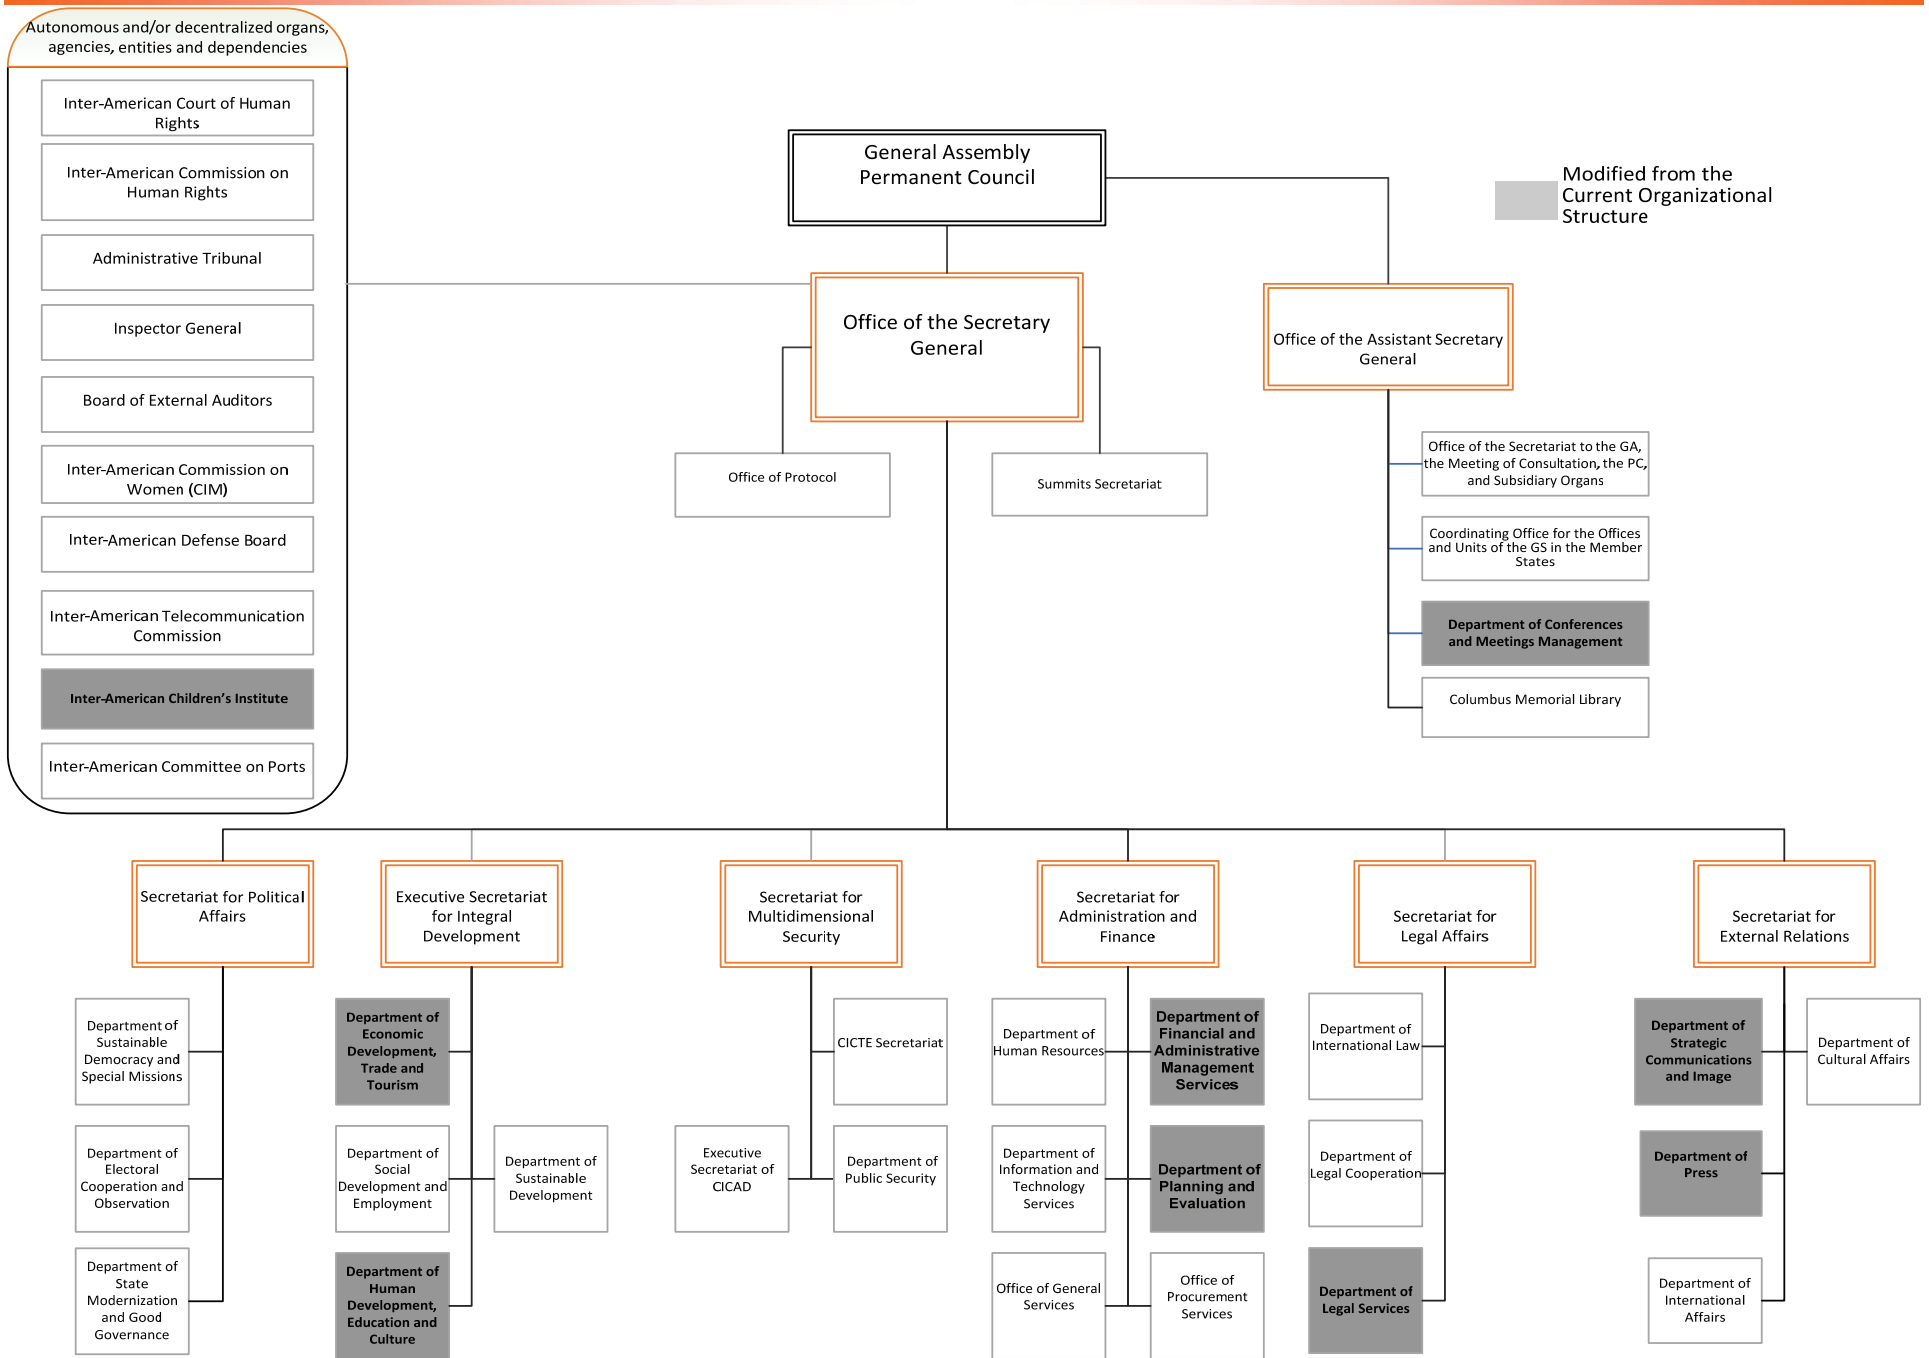 Autonomous and/or decentralized organs,
agencies, entities and dependencies
Inter-American Court of Human
Rights
Inter-American Commission on
Human Rights
Administrative Tribunal
Inspector General
Board of External Auditors
Inter-American Commission on
Women (CIM)
Inter-American Defense Board
Inter-American Telecommunication
Commission
Inter-American Children's Institute
Inter-American Committee on Ports
General Assembly
Permanent Council
Modified from the
Current Organizational
Structure
Office of the Secretary
General
Office of the Assistant Secretary
General
Office of Protocol
Summits Secretariat
Office of the Secretariat to the GA,
the Meeting of Consultation, the PC,
and Subsidiary Organs
Coordinating Office for the Offices
and Units of the GS in the Member
States
Department of Conferences
and Meetings Management
Columbus Memorial Library
Secretariat for Political
Affairs
Department of
Sustainable
Democracy and
Special Missions
Department of
Electoral
Cooperation and
Observation
Department of
State
Modernization
and Good
Governance
Executive Secretariat
for Integral
Development
Department of
Economic
Development,
Trade and
Tourism
Department of
Social
Development and
Employment
Department of
Sustainable
Development
Department of
Human
Development,
Education and
Culture
Secretariat for
Multidimensional
Security
CICTE Secretariat
Executive
Secretariat of
CICAD
Department of
Public Security
Secretariat for
Administration and
Finance
Department of
Human Resources
Department of
Financial and
Administrative
Management
Services
Department of
Information and
Technology
Services
Department of
Planning and
Evaluation
Office of General
Services
Office of
Procurement
Services
Secretariat for
Legal Affairs
Department of
International Law
Department of
Legal Cooperation
Department of
Legal Services
Secretariat for
External Relations
Department of
Strategic
Communications
and Image
Department of
Cultural Affairs
Department of
Press
Department of
International
Affairs